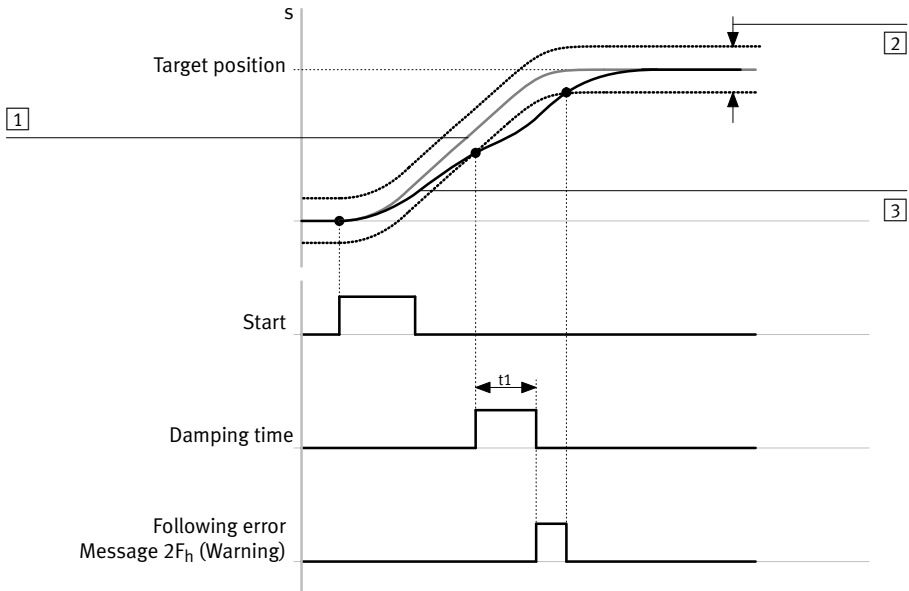 s
2
Target position
1
3
Start
t1
Damping time
Following error
Message 2Fh (Warning)